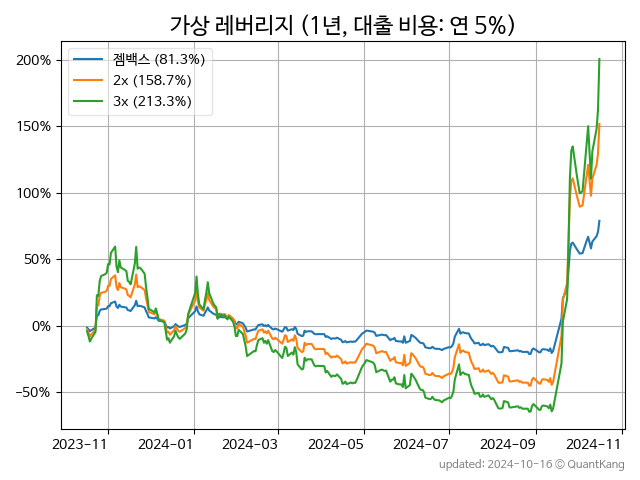 가상 레버리지 (1년, 대출 비용: 연 5%)
200%
150%
100%
50%
0%
−50%
젬백스 (81.3%)
2x (158.7%)
3x (213.3%)
2023-11
2024-01
2024-03
2024-05
2024-07
2024-09
2024-11
updated: 2024-10-16 © QuantKang